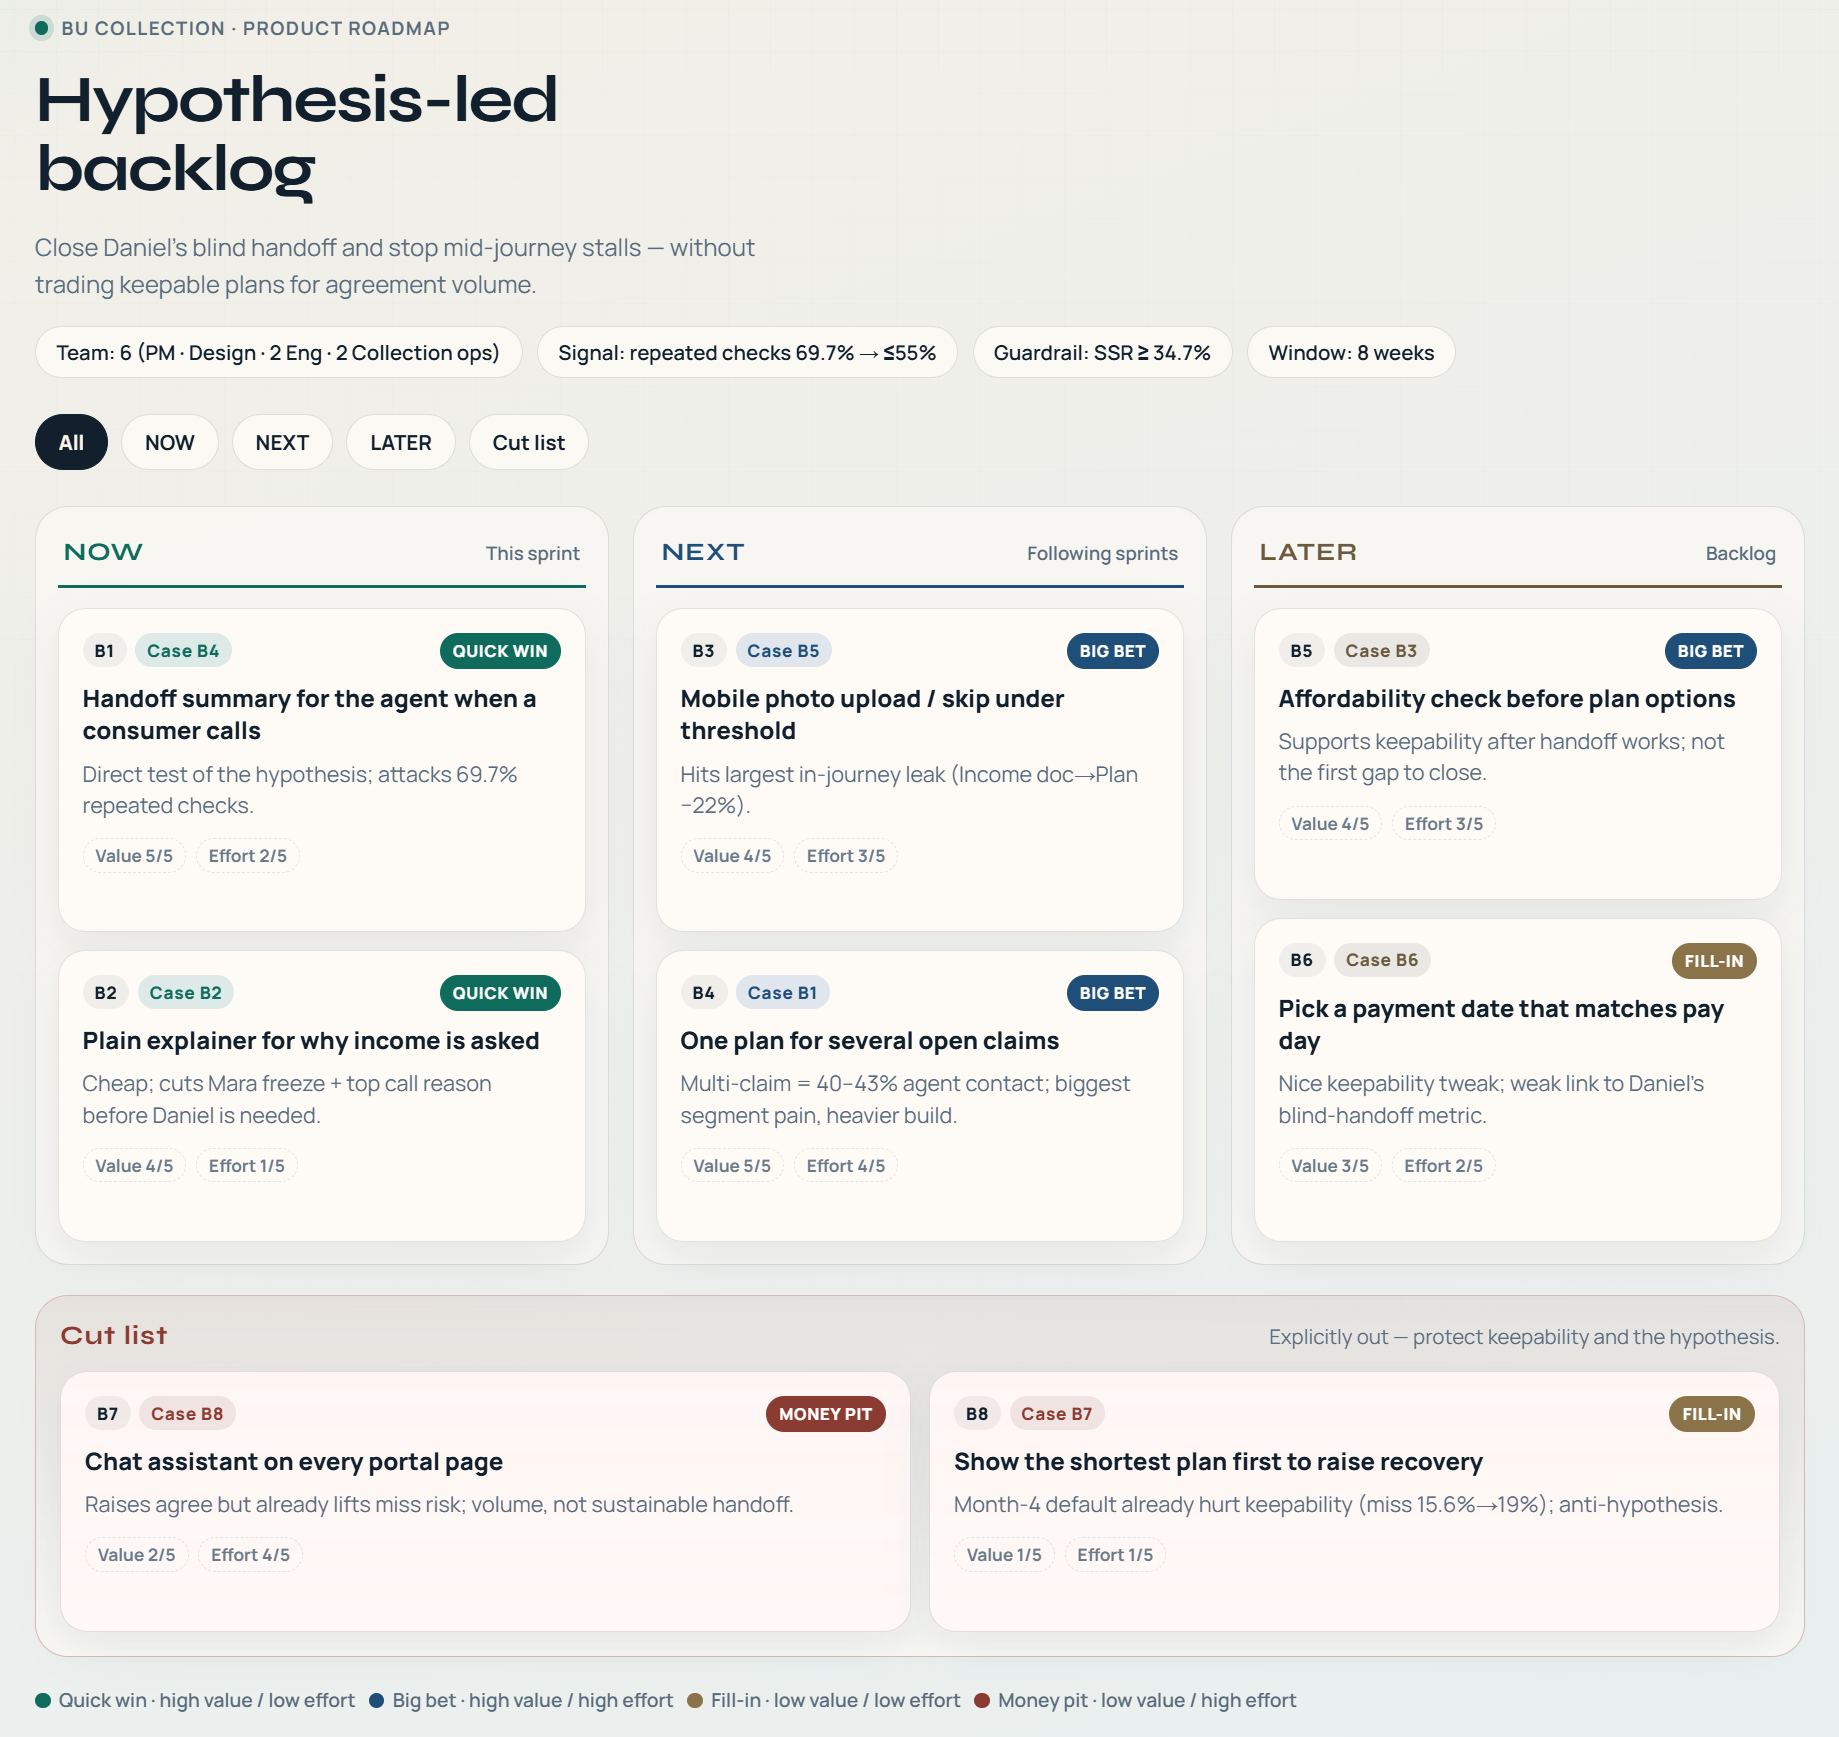 BU COLLECTION · PRODUCT ROADMAP
Hypothesis-led
backlog
Close Daniel's blind handoff and stop mid-journey stalls — without
trading keepable plans for agreement volume.
Team: 6 (PM · Design · 2 Eng · 2 Collection ops)
Signal: repeated checks 69.7% → ≤55%
Guardrail: SSR ≥ 34.7%
Window: 8 weeks
All
NOW
NEXT
LATER
Cut list
NOW
This sprint
B1
Case B4
QUICK WIN
Handoff summary for the agent when a
consumer calls
Direct test of the hypothesis; attacks 69.7%
repeated checks.
Value 5/5
Effort 2/5
B2
Case B2
QUICK WIN
Plain explainer for why income is asked
Cheap; cuts Mara freeze + top call reason
before Daniel is needed.
Value 4/5
Effort 1/5
NEXT
Following sprints
B3
Case B5
BIG BET
Mobile photo upload / skip under
threshold
Hits largest in-journey leak (Income doc→Plan
−22%).
Value 4/5
Effort 3/5
B4
Case B1
BIG BET
One plan for several open claims
Multi-claim = 40–43% agent contact; biggest
segment pain, heavier build.
Value 5/5
Effort 4/5
LATER
Backlog
B5
Case B3
BIG BET
Affordability check before plan options
Supports keepability after handoff works; not
the first gap to close.
Value 4/5
Effort 3/5
B6
Case B6
FILL-IN
Pick a payment date that matches pay
day
Nice keepability tweak; weak link to Daniel's
blind-handoff metric.
Value 3/5
Effort 2/5
Cut list
Explicitly out — protect keepability and the hypothesis.
B7
Case B8
MONEY PIT
Chat assistant on every portal page
Raises agree but already lifts miss risk; volume, not sustainable handoff.
Value 2/5
Effort 4/5
B8
Case B7
FILL-IN
Show the shortest plan first to raise recovery
Month-4 default already hurt keepability (miss 15.6%→19%); anti-hypothesis.
Value 1/5
Effort 1/5
Quick win · high value / low effort
Big bet · high value / high effort
Fill-in · low value / low effort
Money pit · low value / high effort